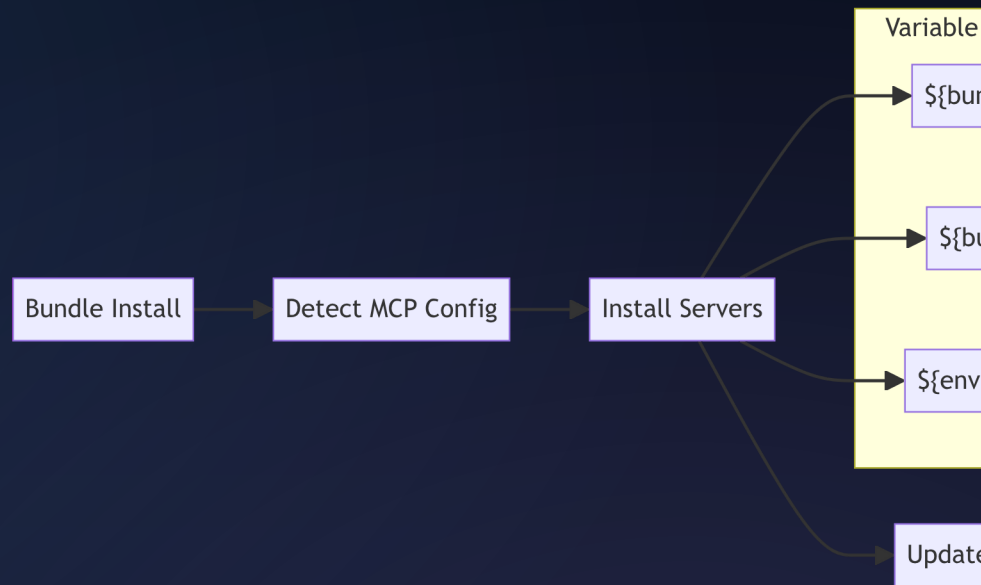 Variable
${bun
${bu
Bundle Install
Detect MCP Config
Install Servers
${env
Update